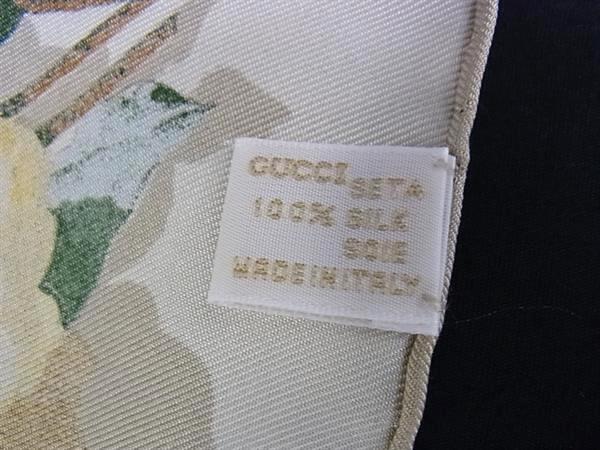 GUCCI SETA
100% SILK
SOIE
MADE IN ITALY